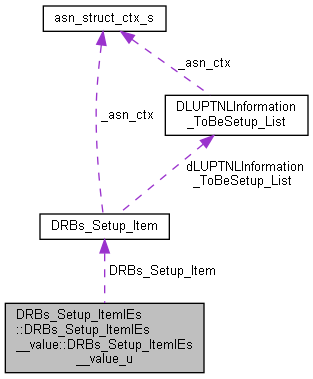 asn_struct_ctx_s
_asn_ctx
DLUPTNLInformation
_ToBeSetup_List
_asn_ctx
dLUPTNLInformation
_ToBeSetup_List
DRBs_Setup_Item
DRBs_Setup_Item
DRBs_Setup_ItemIEs
::DRBs_Setup_ItemIEs
__value::DRBs_Setup_ItemIEs
__value_u